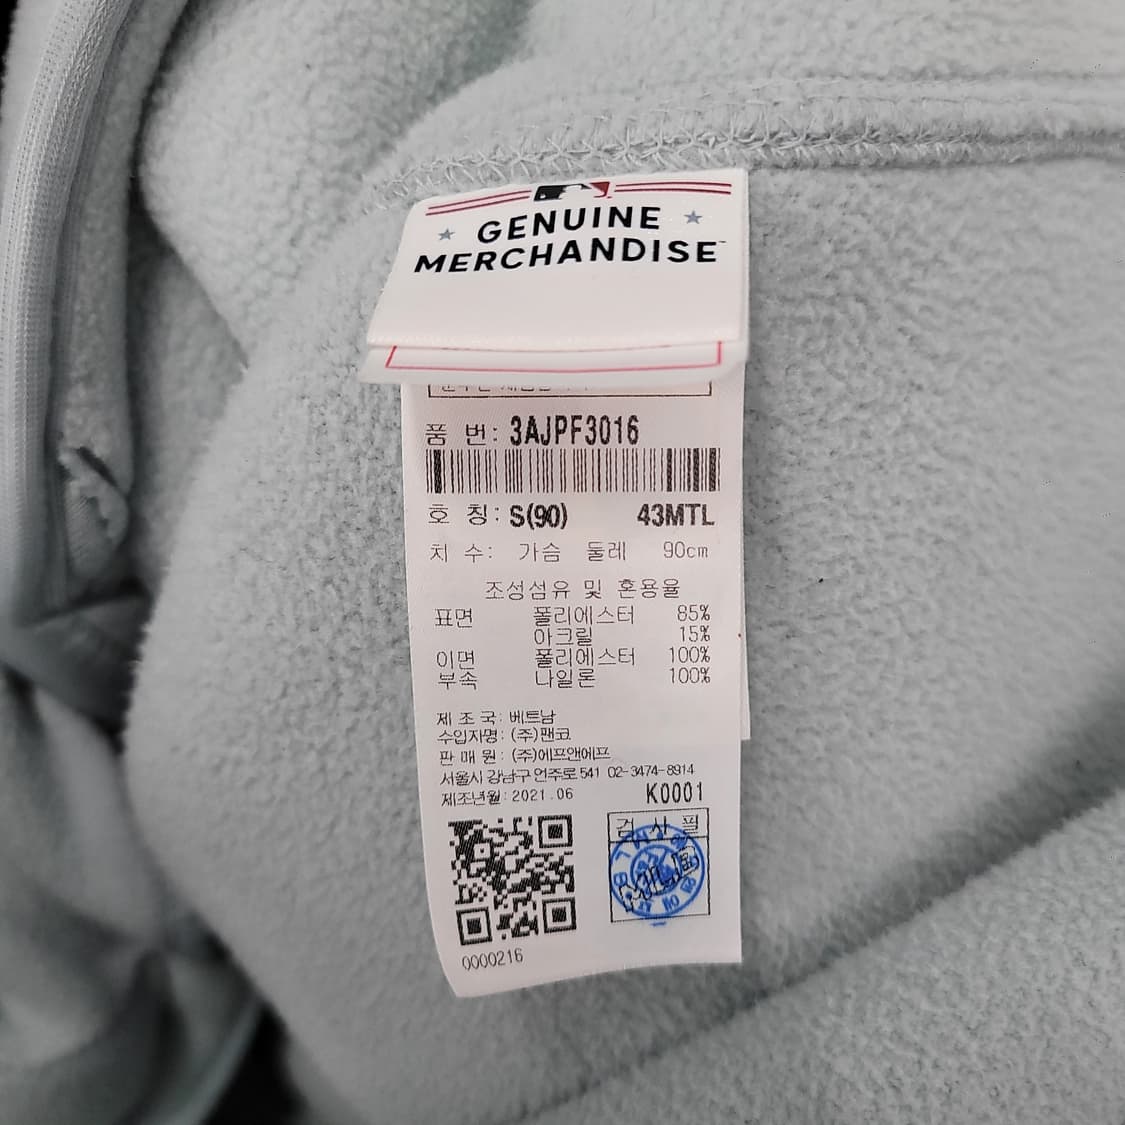 GENUINE
MERCHANDISE™
품 번: 3AJPF3016
호 칭: S(90) 43MTL
치 수: 가슴 둘레 90cm
조성섬유 및 혼용율
표면 폴리에스터 85%
아크릴 15%
이면 폴리에스터 100%
부속 나일론 100%
제 조 국: 베트남
수입자명: (주)팬코
판 매 원: (주)에프앤에프
서울시 강남구 언주로 541 02-3474-8914
제조년월: 2021.06
K0001
검 사 필
0000216